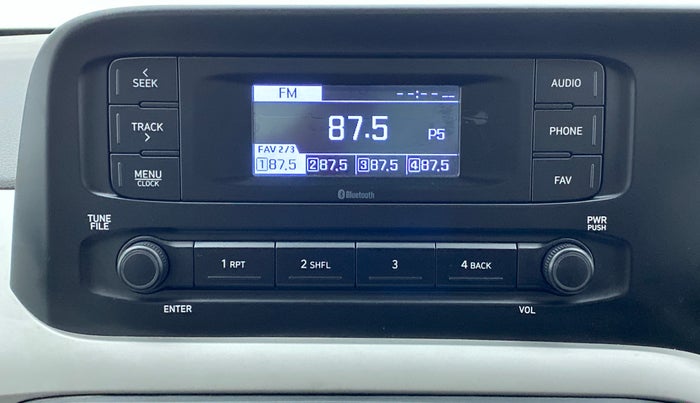 < SEEK
TRACK >
MENU
CLOCK
FM
--:-- __
87.5
P5
FAV 2/3
1 87.5 2 87.5 3 87.5 4 87.5
Bluetooth
AUDIO
PHONE
FAV
TUNE
FILE
PWR
PUSH
1 RPT
2 SHFL
3
4 BACK
ENTER
VOL